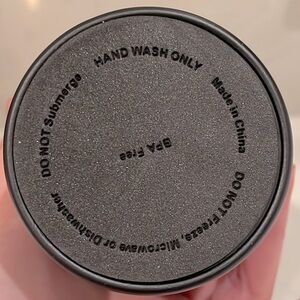 HAND WASH ONLY
Made in China
DO NOT Freeze, Microwave or Dishwasher
DO NOT Submerge
BPA Free